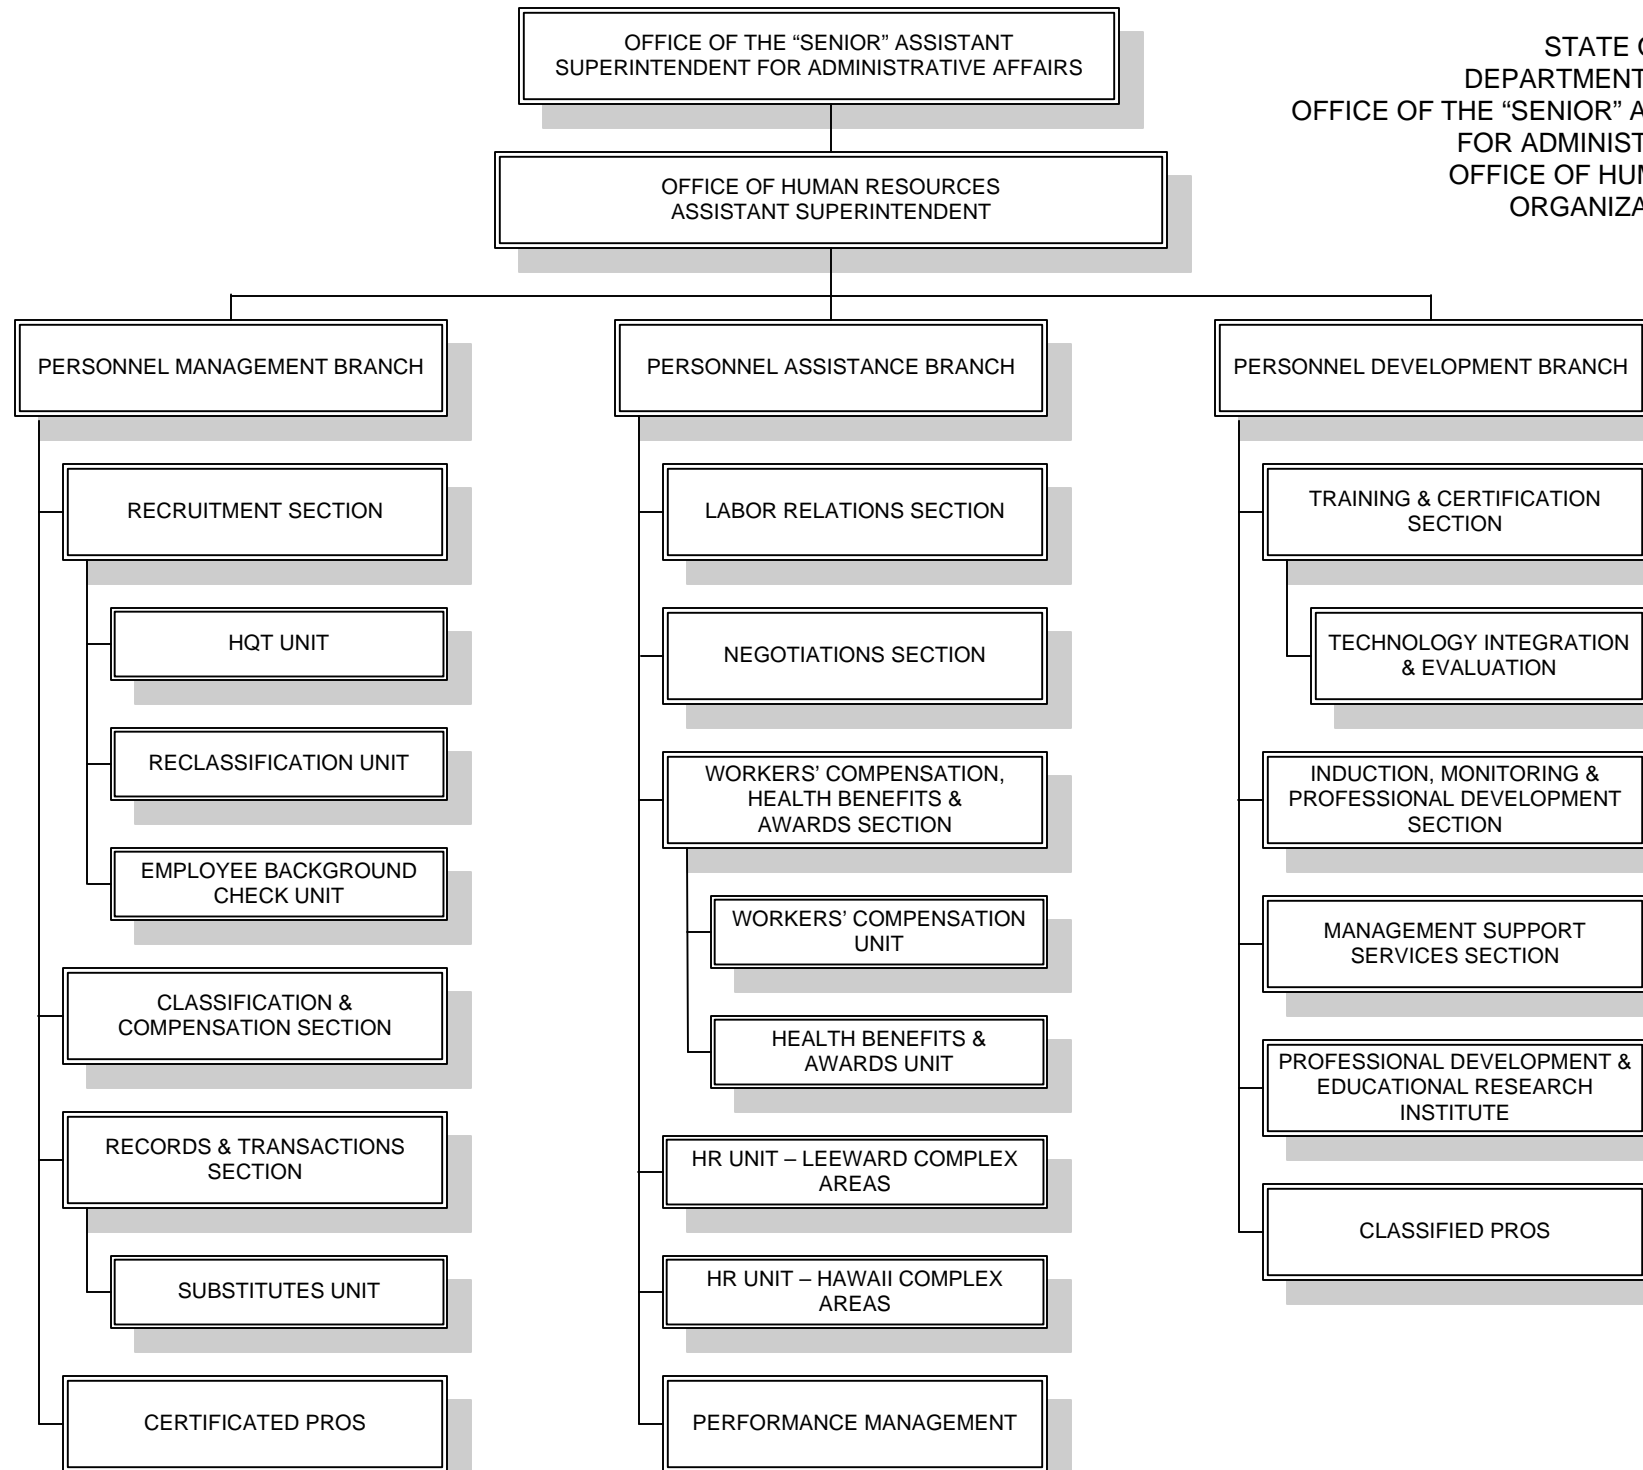 OFFICE OF THE “SENIOR” ASSISTANT
SUPERINTENDENT FOR ADMINISTRATIVE AFFAIRS
STATE
DEPARTMENT
OFFICE OF THE “SENIOR”
FOR
OFFICE OF
OFFICE OF HUMAN RESOURCES
ASSISTANT SUPERINTENDENT
PERSONNEL MANAGEMENT BRANCH
RECRUITMENT SECTION
HQT UNIT
RECLASSIFICATION UNIT
EMPLOYEE BACKGROUND
CHECK UNIT
CLASSIFICATION &
COMPENSATION SECTION
RECORDS & TRANSACTIONS
SECTION
SUBSTITUTES UNIT
CERTIFICATED PROS
PERSONNEL ASSISTANCE BRANCH
LABOR RELATIONS SECTION
NEGOTIATIONS SECTION
WORKERS’ COMPENSATION,
HEALTH BENEFITS &
AWARDS SECTION
WORKERS’ COMPENSATION
UNIT
HEALTH BENEFITS &
AWARDS UNIT
HR UNIT – LEEWARD COMPLEX
AREAS
HR UNIT – HAWAII COMPLEX
AREAS
PERFORMANCE MANAGEMENT
PERSONNEL DEVELOPMENT BRANCH
TRAINING & CERTIFICATION
SECTION
TECHNOLOGY INTEGRATION
& EVALUATION
INDUCTION, MONITORING &
PROFESSIONAL DEVELOPMENT
SECTION
MANAGEMENT SUPPORT
SERVICES SECTION
PROFESSIONAL DEVELOPMENT &
EDUCATIONAL RESEARCH
INSTITUTE
CLASSIFIED PROS